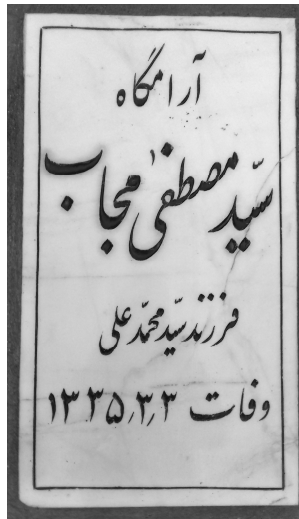 آرامگاه
سیّد مصطفیٰ مجاب
فرزند سیّد محمّد علی
وفات ۱۳۳۵٫۳٫۳